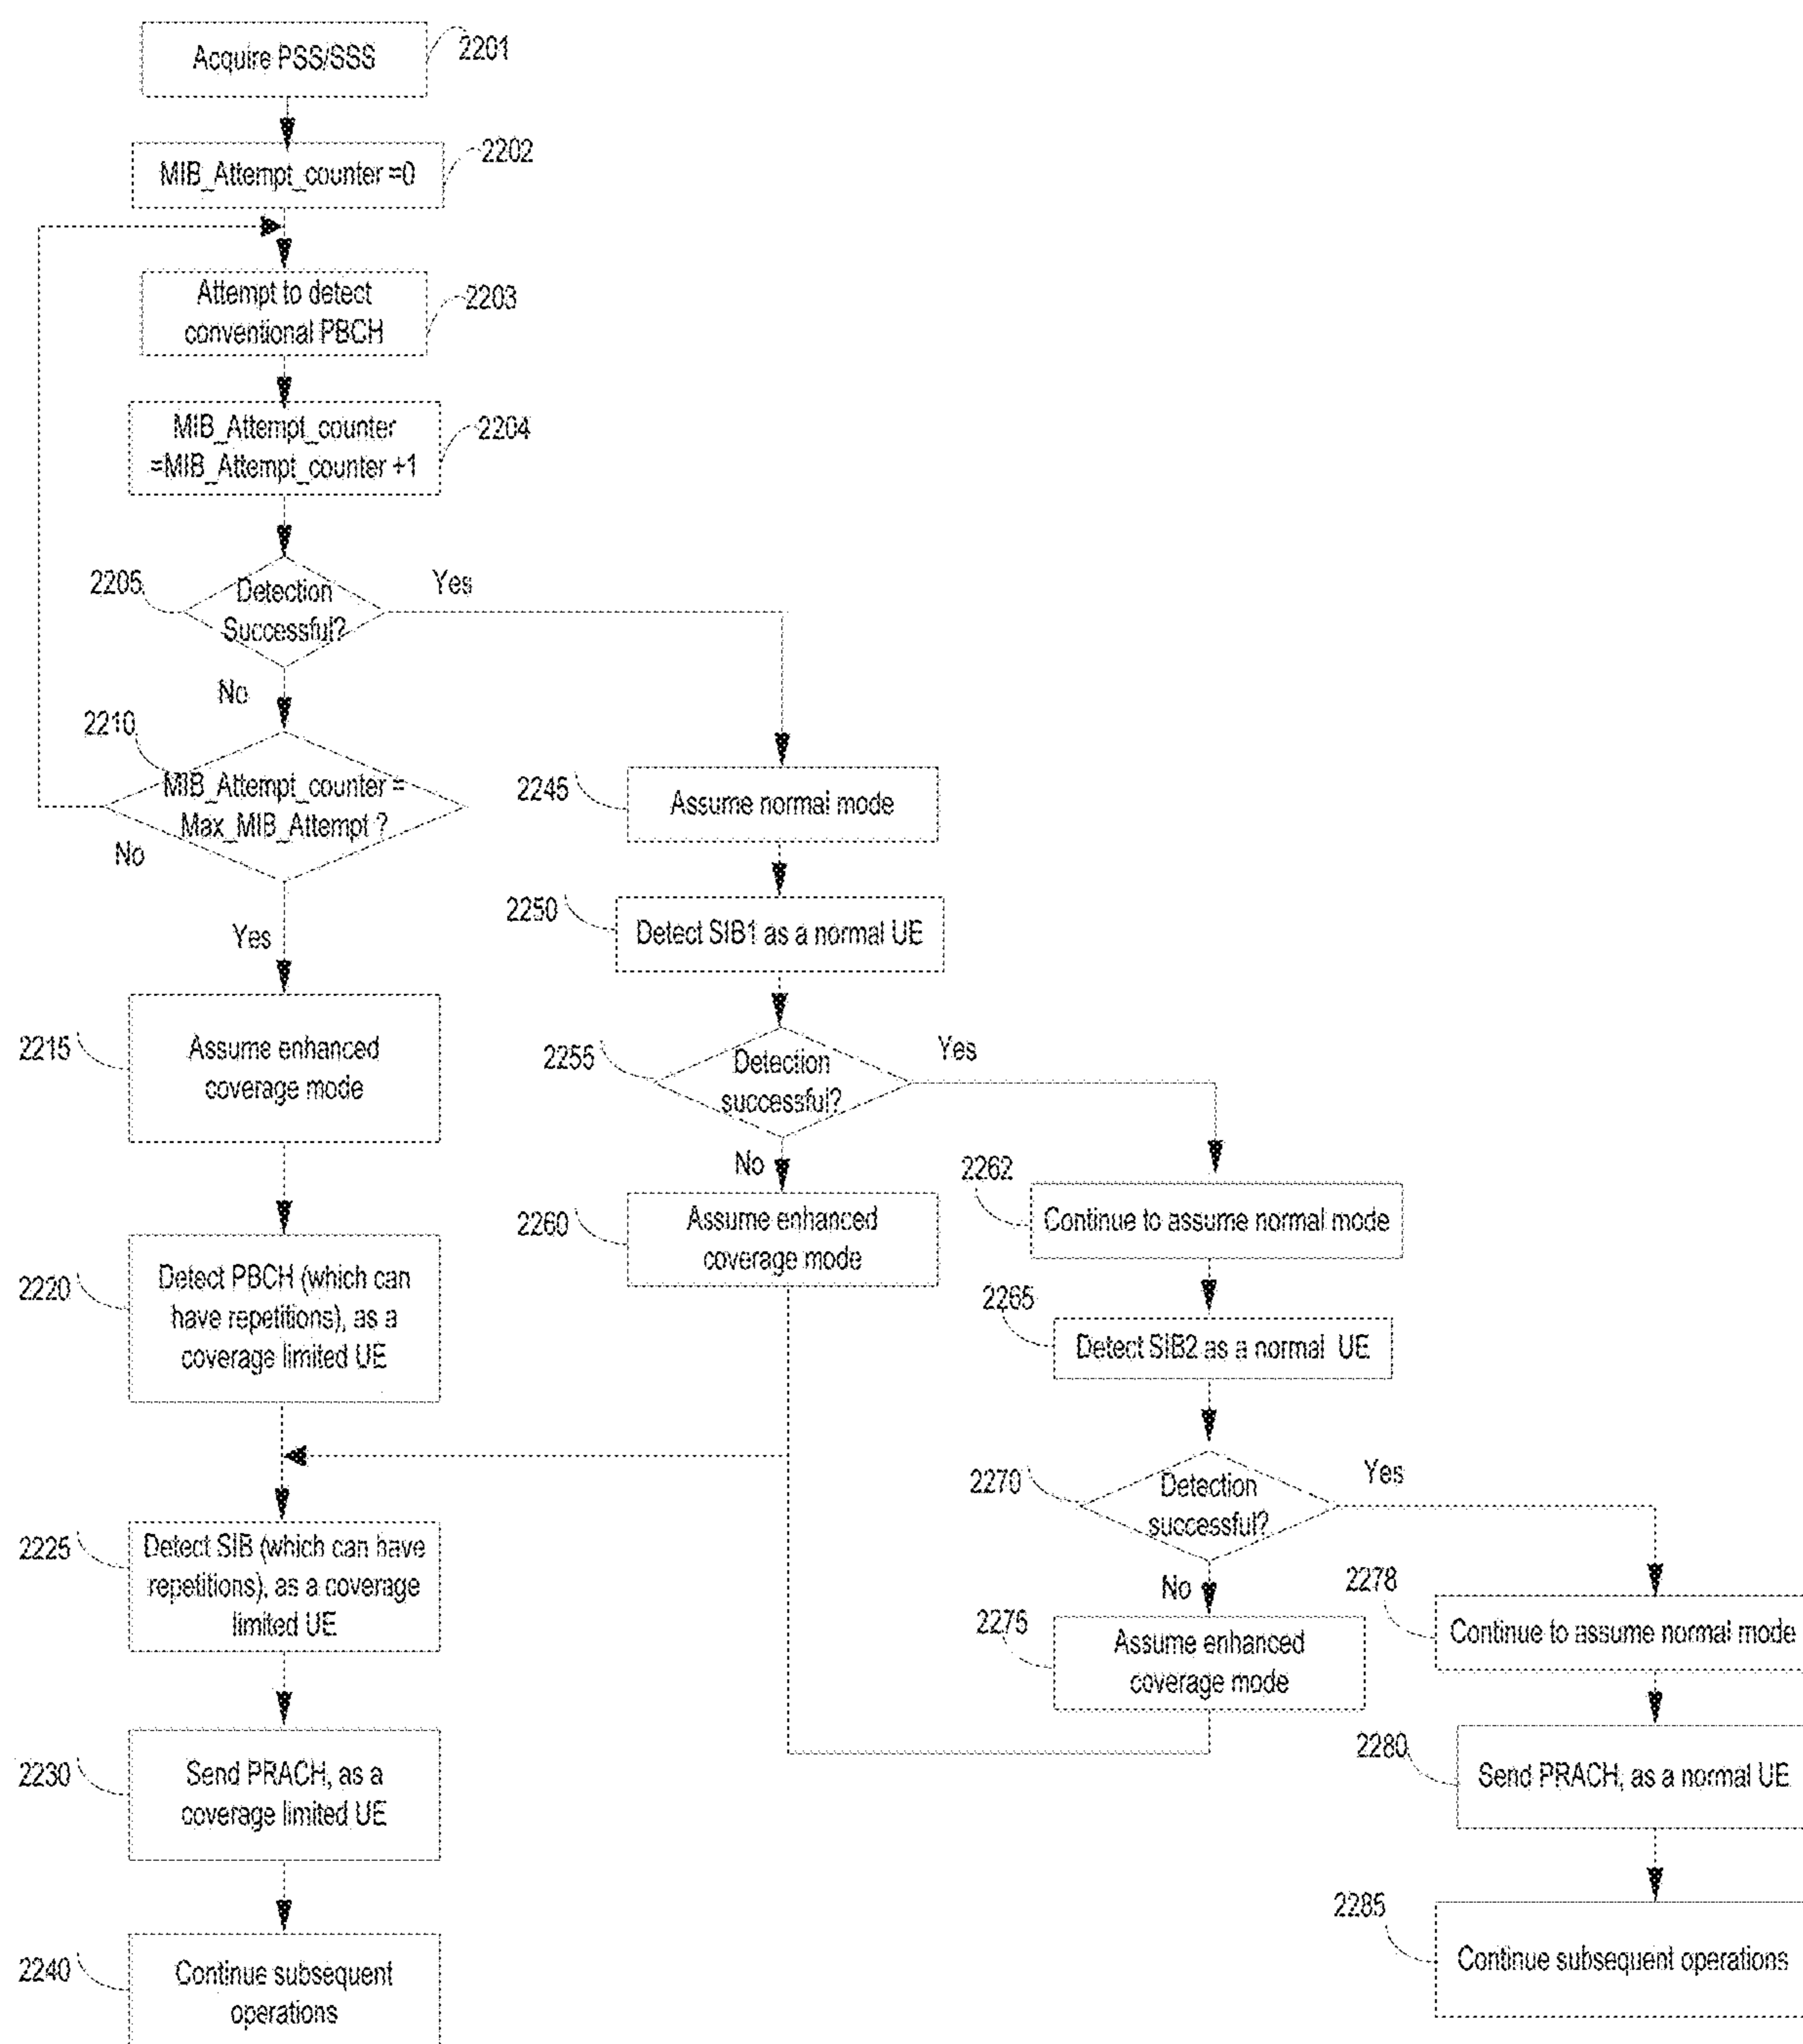 Acquire PSS/SSS
2201
MIB_Attempt_counter =0
2202
Attempt to detect
conventional PBCH
2203
MIB_Attempt_counter
=MIB_Attempt_counter +1
2204
2205
Detection
Successful?
Yes
No
2210
MIB_Attempt_counter =
Max_MIB_Attempt ?
No
Yes
2215
Assume enhanced
coverage mode
2220
Detect PBCH (which can
have repetitions), as a
coverage limited UE
2225
Detect SIB (which can have
repetitions), as a coverage
limited UE
2230
Send PRACH, as a
coverage limited UE
2240
Continue subsequent
operations
2245
Assume normal mode
2250
Detect SIB1 as a normal UE
2255
Detection
successful?
Yes
No
2260
Assume enhanced
coverage mode
2262
Continue to assume normal mode
2265
Detect SIB2 as a normal UE
2270
Detection
successful?
Yes
No
2275
Assume enhanced
coverage mode
2278
Continue to assume normal mode
2280
Send PRACH, as a normal UE
2285
Continue subsequent operations